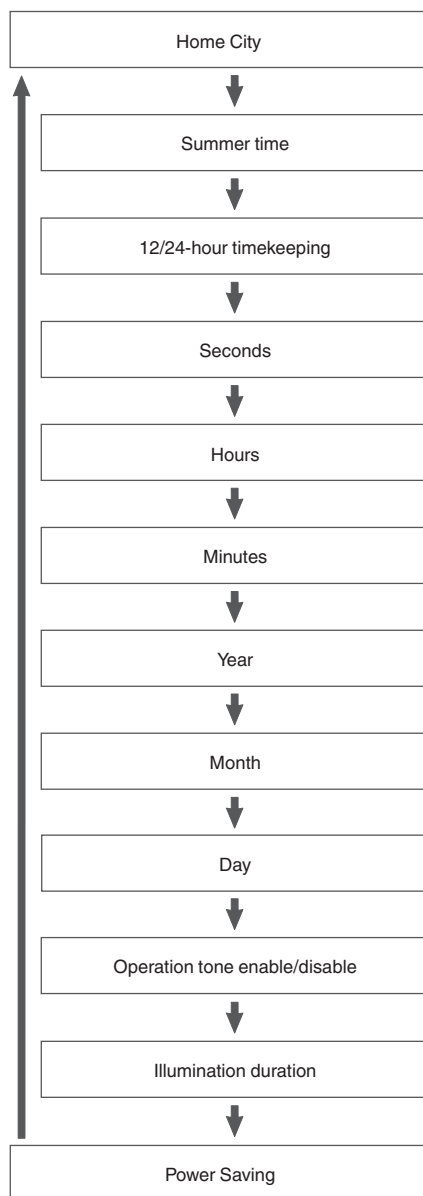 Home City
Summer time
12/24-hour timekeeping
Seconds
Hours
Minutes
Year
Month
Day
Operation tone enable/disable
Illumination duration
Power Saving